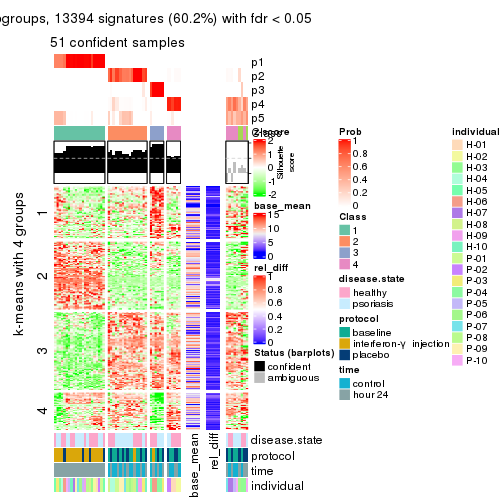 ogroups, 13394 signatures (60.2%) with fdr < 0.05
51 confident samples
p1
p2
p3
p4
p5
Z-score
2
1
0
-1
-2
Silhouette
score
base_mean
15
10
5
0
rel_diff
1
0.8
0.6
0.4
0.2
0
Status (barplots)
confident
ambiguous
Prob
1
0.8
0.6
0.4
0.2
0
Class
1
2
3
4
disease.state
healthy
psoriasis
protocol
baseline
interferon-γ injection
placebo
time
control
hour 24
individual
H-01
H-02
H-03
H-04
H-05
H-06
H-07
H-08
H-09
H-10
P-01
P-02
P-03
P-04
P-05
P-06
P-07
P-08
P-09
P-10
k-means with 4 groups
1
2
3
4
base_mean
rel_diff
disease.state
protocol
time
individual